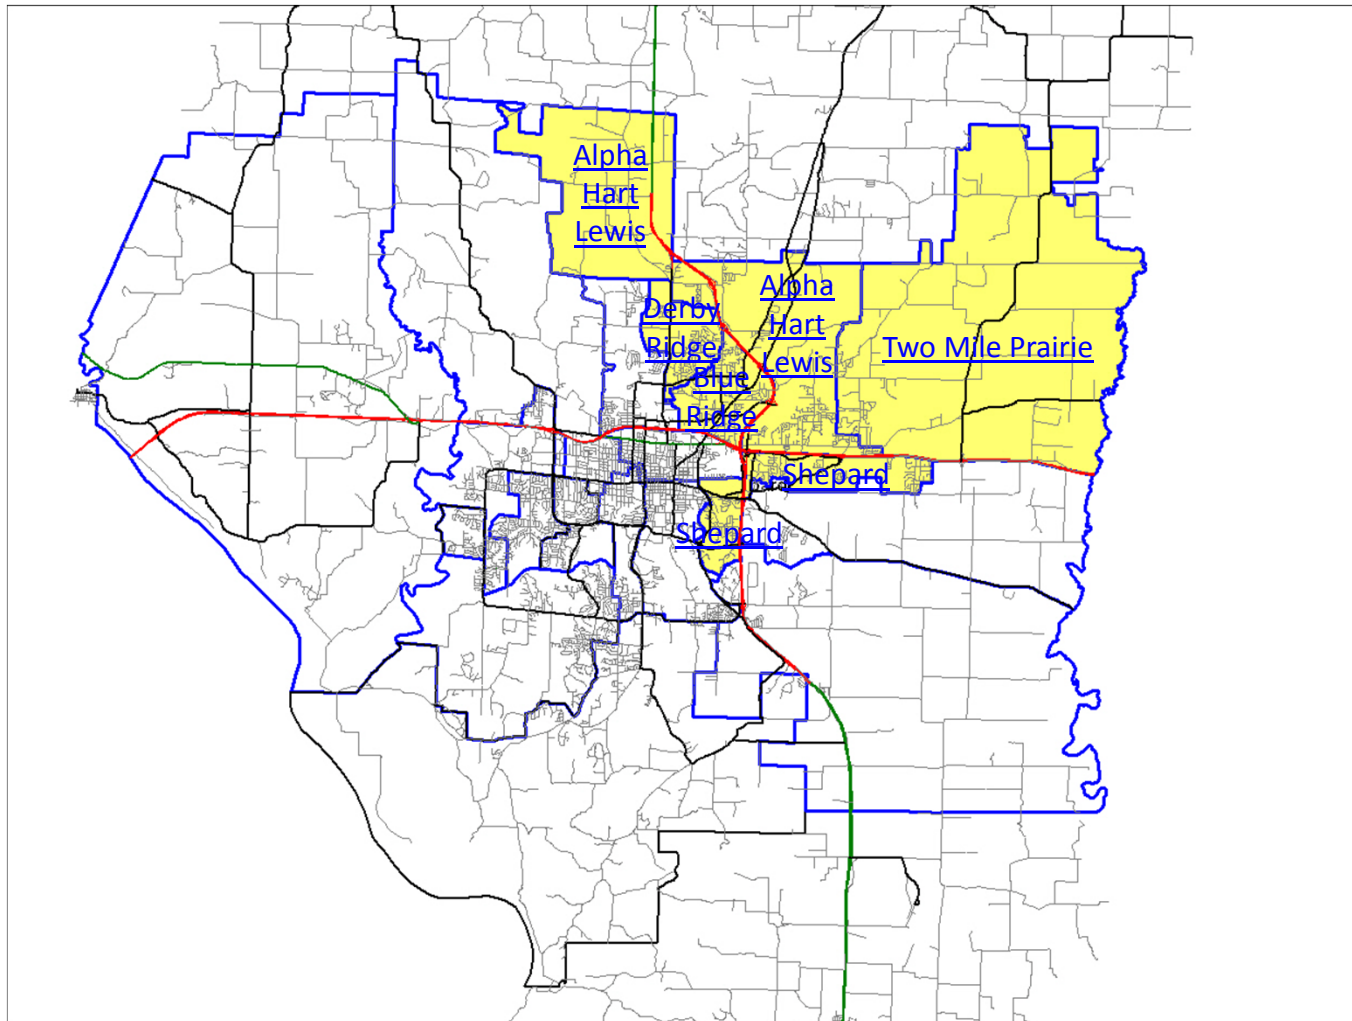 Alpha
Hart
Lewis
Alpha
Hart
Lewis
Derby
Ridge
Blue
Ridge
Two Mile Prairie
Shepard
Shepard